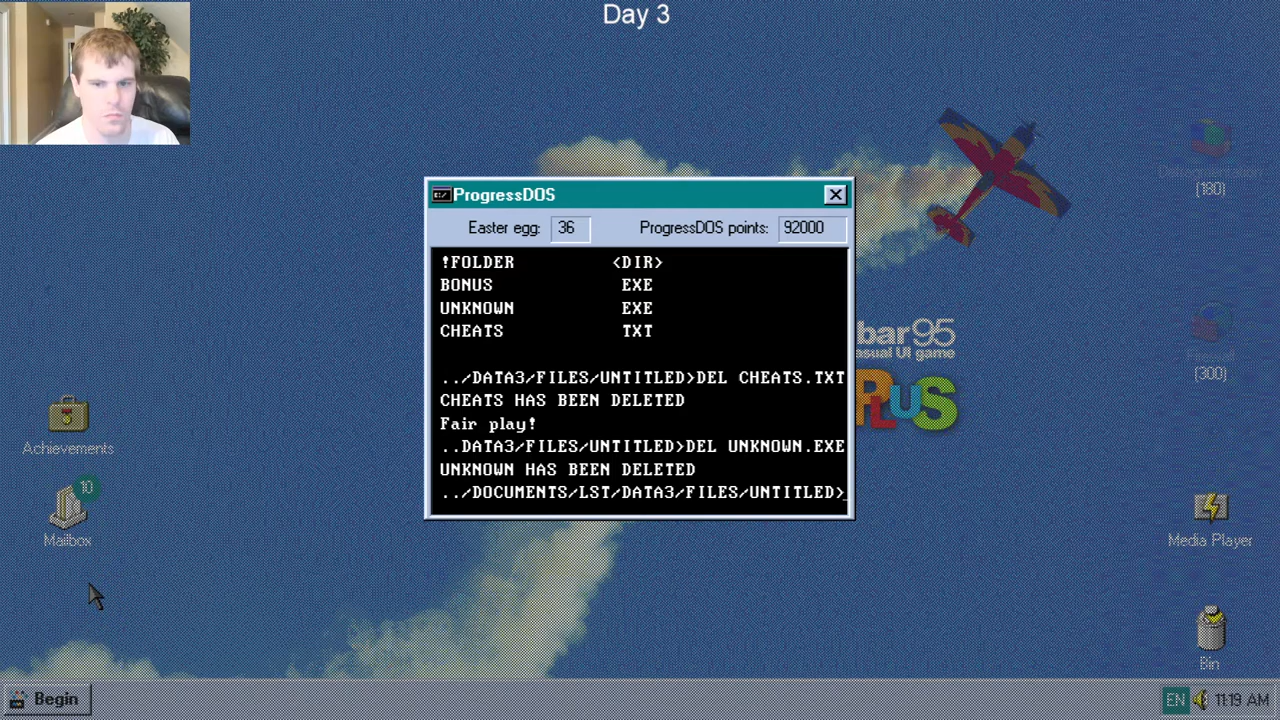 Day 3
ProgressDOS
Easter egg: 36 ProgressDOS points: 92000
!FOLDER <DIR>
BONUS EXE
UNKNOWN EXE
CHEATS TXT
../DATA3/FILES/UNTITLED>DEL CHEATS.TXT
CHEATS HAS BEEN DELETED
Fair play!
..DATA3/FILES/UNTITLED>DEL UNKNOWN.EXE
UNKNOWN HAS BEEN DELETED
../DOCUMENTS/LST/DATA3/FILES/UNTITLED>_
bar95
asual UI game
PLUS
Achievements
10
Mailbox
(180)
(300)
Media Player
Bin
Begin
EN 11:19 AM